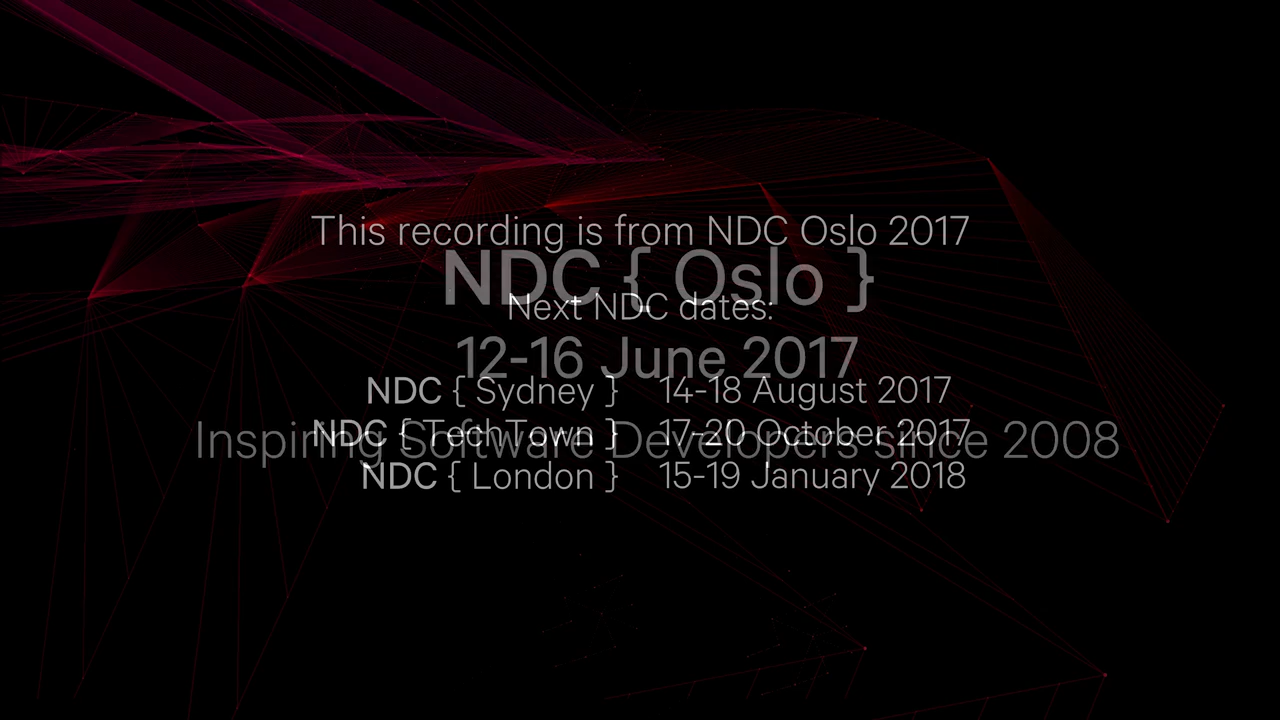 This recording is from NDC Oslo 2017
NDC { Oslo }
Next NDC dates:
12-16 June 2017
NDC { Sydney } 14-18 August 2017
NDC { TechTown } 17-20 October 2017
Inspiring Software Developers since 2008
NDC { London } 15-19 January 2018